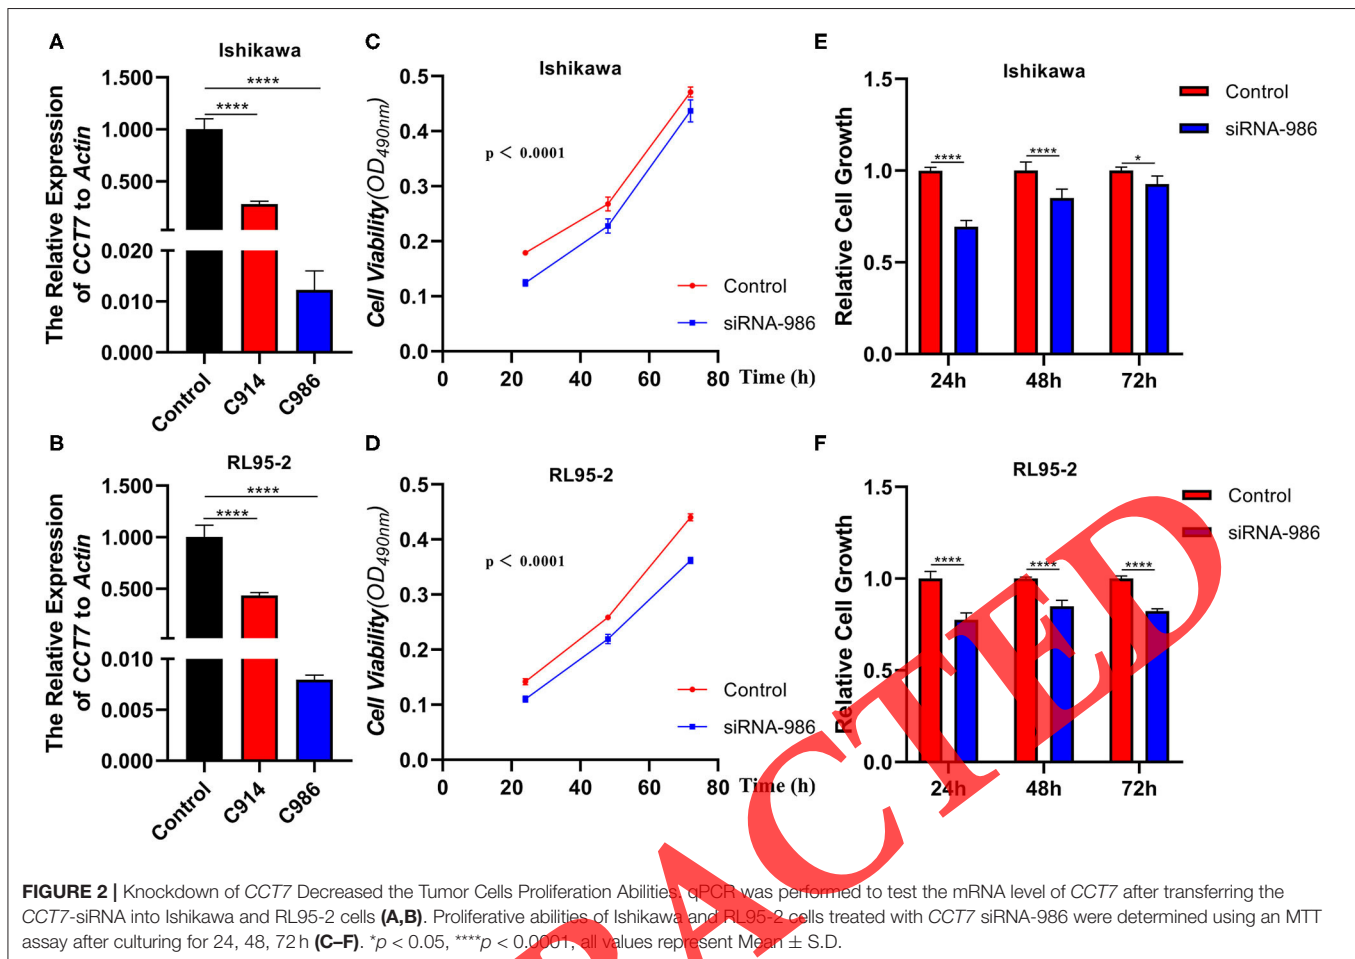 A
Ishikawa
The Relative Expression
of CCT7 to Actin
1.500
1.000
0.500
0.020
0.010
0.000
****
****
Control
C914
C986
C
Ishikawa
Cell Viability(OD490nm)
0.5
0.4
0.3
0.2
0.1
0.0
p < 0.0001
Control
siRNA-986
0 20 40 60 80 Time (h)
E
Ishikawa
Relative Cell Growth
1.5
1.0
0.5
0.0
**** **** *
24h 48h 72h
Control
siRNA-986
B
RL95-2
The Relative Expression
of CCT7 to Actin
1.500
1.000
0.500
0.010
0.005
0.000
****
****
Control
C914
C986
D
RL95-2
Cell Viability(OD490nm)
0.5
0.4
0.3
0.2
0.1
0.0
p < 0.0001
Control
siRNA-986
0 20 40 60 80 Time (h)
F
RL95-2
Relative Cell Growth
1.5
1.0
0.5
0.0
**** **** ****
24h 48h 72h
Control
siRNA-986
RACTED
FIGURE 2 | Knockdown of CCT7 Decreased the Tumor Cells Proliferation Abilities. qPCR was performed to test the mRNA level of CCT7 after transferring the
CCT7-siRNA into Ishikawa and RL95-2 cells (A,B). Proliferative abilities of Ishikawa and RL95-2 cells treated with CCT7 siRNA-986 were determined using an MTT
assay after culturing for 24, 48, 72 h (C–F). *p < 0.05, ****p < 0.0001, all values represent Mean ± S.D.